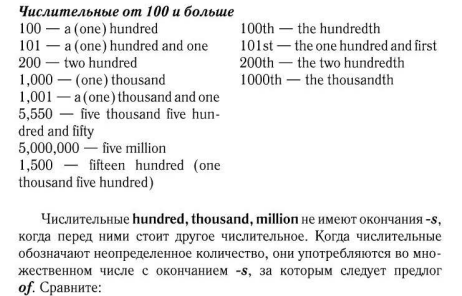 Числительные от 100 и больше
100 — a (one) hundred
101 — a (one) hundred and one
200 — two hundred
1,000 — (one) thousand
1,001 — a (one) thousand and one
5,550 — five thousand five hun-
dred and fifty
5,000,000 — five million
1,500 — fifteen hundred (one
thousand five hundred)
100th — the hundredth
101st — the one hundred and first
200th — the two hundredth
1000th — the thousandth
Числительные hundred, thousand, million не имеют окончания -s,
когда перед ними стоит другое числительное. Когда числительные
обозначают неопределенное количество, они употребляются во мно-
жественном числе с окончанием -s, за которым следует предлог
of. Сравните: